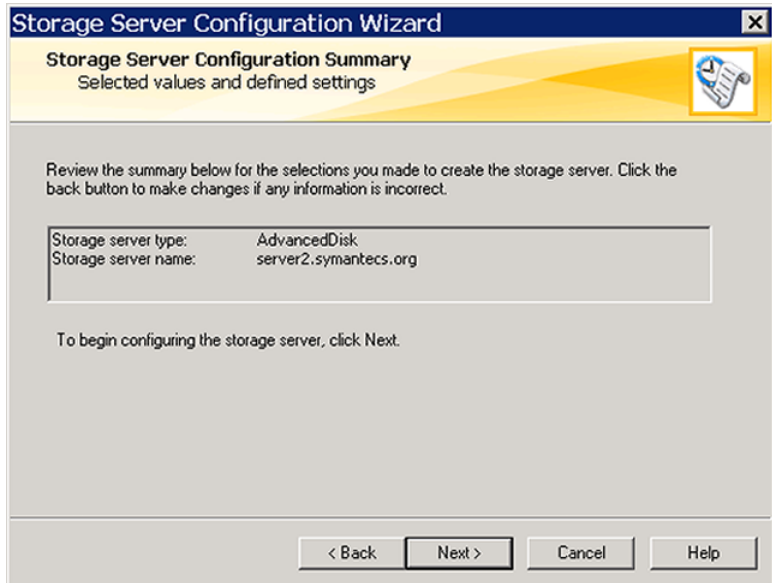 Storage Server Configuration Wizard
Storage Server Configuration Summary
Selected values and defined settings
Review the summary below for the selections you made to create the storage server. Click the
back button to make changes if any information is incorrect.
Storage server type: AdvancedDisk
Storage server name: server2.symantecs.org
To begin configuring the storage server, click Next.
< Back Next > Cancel Help